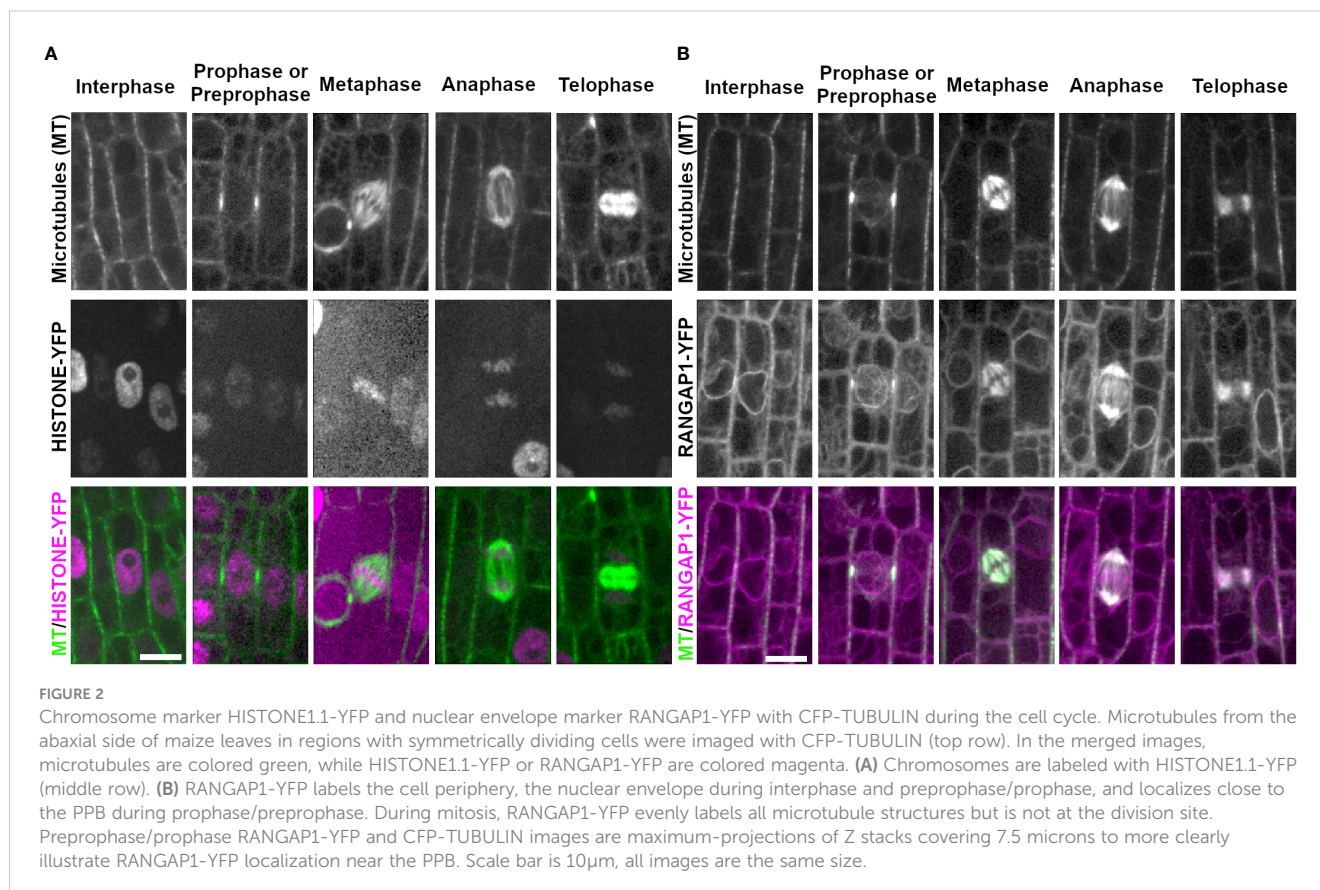 A
B
Interphase
Prophase or
Preprophase
Metaphase
Anaphase
Telophase
Interphase
Prophase or
Preprophase
Metaphase
Anaphase
Telophase
Microtubules (MT)
Microtubules (MT)
HISTONE-YFP
RANGAP1-YFP
MT/HISTONE-YFP
MT/RANGAP1-YFP
FIGURE 2
Chromosome marker HISTONE1.1-YFP and nuclear envelope marker RANGAP1-YFP with CFP-TUBULIN during the cell cycle. Microtubules from the
abaxial side of maize leaves in regions with symmetrically dividing cells were imaged with CFP-TUBULIN (top row). In the merged images,
microtubules are colored green, while HISTONE1.1-YFP or RANGAP1-YFP are colored magenta. (A) Chromosomes are labeled with HISTONE1.1-YFP
(middle row). (B) RANGAP1-YFP labels the cell periphery, the nuclear envelope during interphase and preprophase/prophase, and localizes close to
the PPB during prophase/preprophase. During mitosis, RANGAP1-YFP evenly labels all microtubule structures but is not at the division site.
Preprophase/prophase RANGAP1-YFP and CFP-TUBULIN images are maximum-projections of Z stacks covering 7.5 microns to more clearly
illustrate RANGAP1-YFP localization near the PPB. Scale bar is 10µm, all images are the same size.